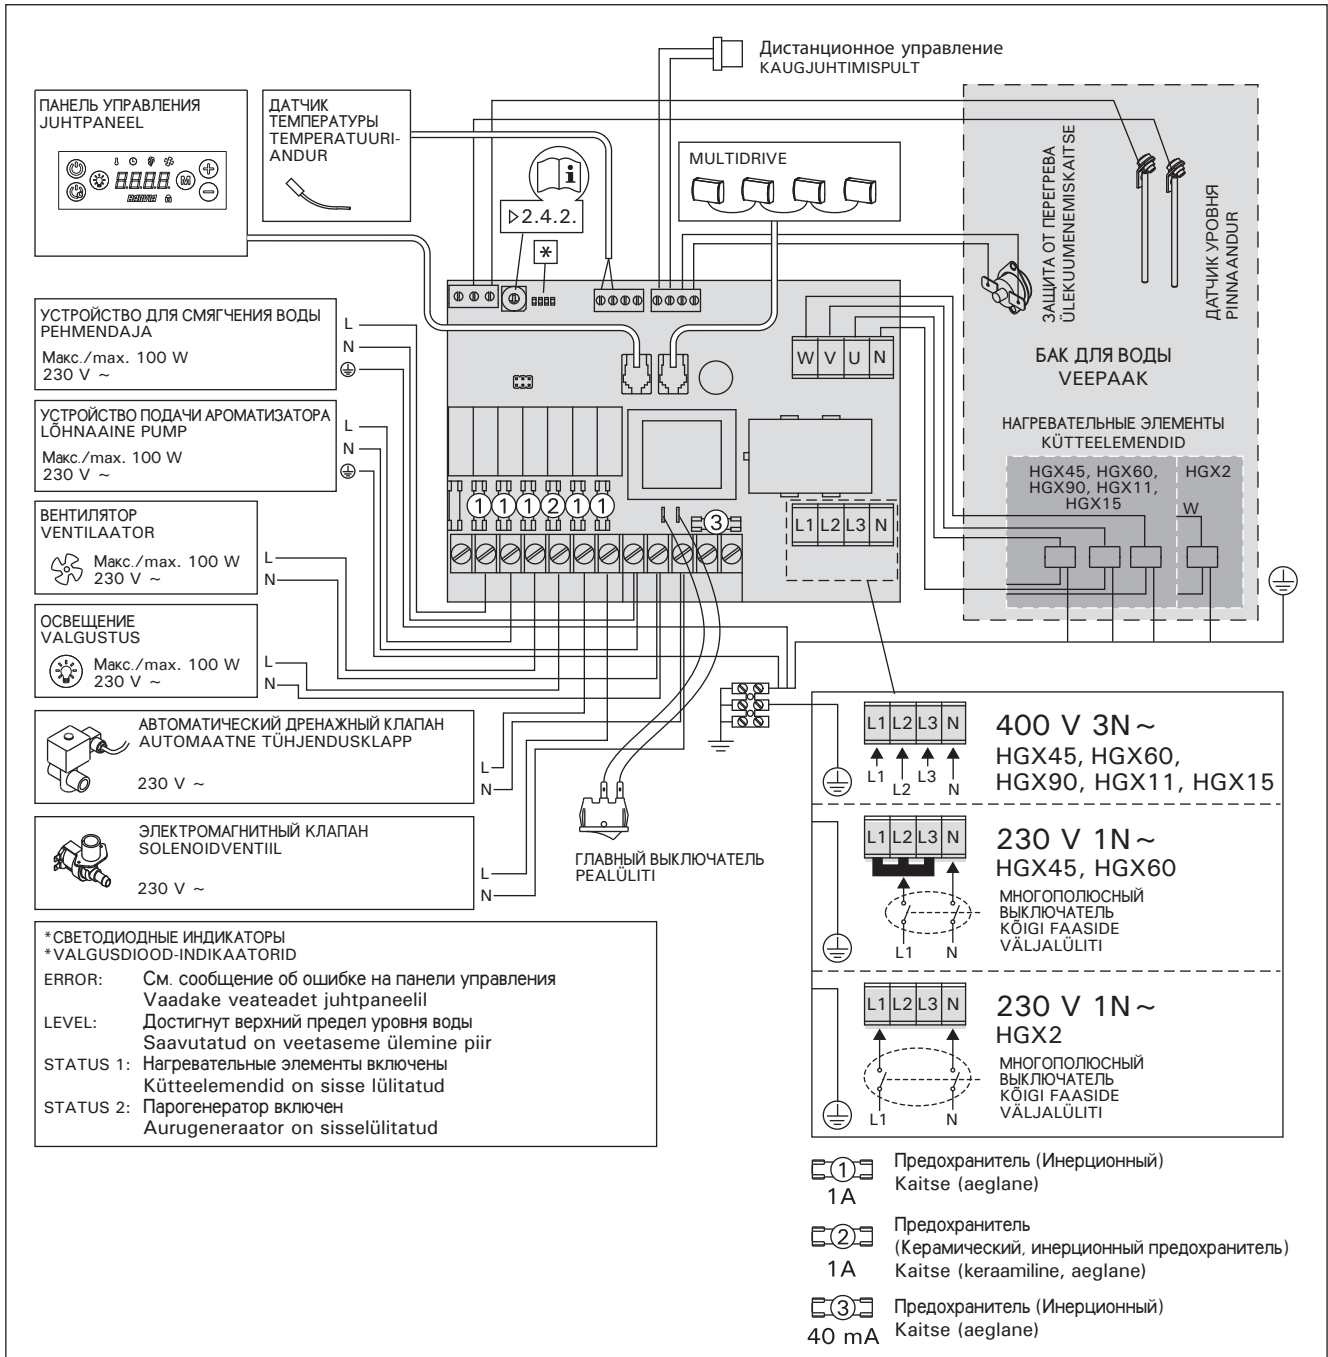 Дистанционное управление
KAUGJUHTIMISPULT
ПАНЕЛЬ УПРАВЛЕНИЯ
JUHTPANEEL
M
HARVIA
ДАТЧИК
ТЕМПЕРАТУРЫ
TEMPERATUURI-
ANDUR
i
2.4.2.
*
MULTIDRIVE
ЗАЩИТА ОТ ПЕРЕГРЕВА
ÜLEKUUMENEMISKAITSE
ДАТЧИК УРОВНЯ
PINNAANDUR
БАК ДЛЯ ВОДЫ
VEEPAAK
НАГРЕВАТЕЛЬНЫЕ ЭЛЕМЕНТЫ
KÜTTEELEMENDID
HGX45, HGX60,
HGX90, HGX11,
HGX15
HGX2
W
W V U N
L1 L2 L3 N
1 1 1 2 1 1
3
УСТРОЙСТВО ДЛЯ СМЯГЧЕНИЯ ВОДЫ
PEHMENDAJA
Макс./max. 100 W
230 V ~
L
N
УСТРОЙСТВО ПОДАЧИ АРОМАТИЗАТОРА
LÕHNAAINE PUMP
Макс./max. 100 W
230 V ~
L
N
ВЕНТИЛЯТОР
VENTILAATOR
Макс./max. 100 W
230 V ~
L
N
ОСВЕЩЕНИЕ
VALGUSTUS
Макс./max. 100 W
230 V ~
L
N
АВТОМАТИЧЕСКИЙ ДРЕНАЖНЫЙ КЛАПАН
AUTOMAATNE TÜHJENDUSKLAPP
230 V ~
L
N
ЭЛЕКТРОМАГНИТНЫЙ КЛАПАН
SOLENOIDVENTIIL
230 V ~
L
N
ГЛАВНЫЙ ВЫКЛЮЧАТЕЛЬ
PEALÜLITI
*СВЕТОДИОДНЫЕ ИНДИКАТОРЫ
*VALGUSDIOOD-INDIKAATORID
ERROR: См. сообщение об ошибке на панели управления
Vaadake veateadet juhtpaneelil
LEVEL: Достигнут верхний предел уровня воды
Saavutatud on veetaseme ülemine piir
STATUS 1: Нагревательные элементы включены
Kütteelemendid on sisse lülitatud
STATUS 2: Парогенератор включен
Aurugeneraator on sisselülitatud
L1 L2 L3 N
L1 L2 L3 N
400 V 3N~
HGX45, HGX60,
HGX90, HGX11, HGX15
L1 L2 L3 N
L1 N
230 V 1N~
HGX45, HGX60
МНОГОПОЛЮСНЫЙ
ВЫКЛЮЧАТЕЛЬ
KÕIGI FAASIDE
VÄLJALÜLITI
L1 L2 L3 N
L1 N
230 V 1N~
HGX2
МНОГОПОЛЮСНЫЙ
ВЫКЛЮЧАТЕЛЬ
KÕIGI FAASIDE
VÄLJALÜLITI
1
1A
Предохранитель (Инерционный)
Kaitse (aeglane)
2
1A
Предохранитель
(Керамический, инерционный предохранитель)
Kaitse (keraamiline, aeglane)
3
40 mA
Предохранитель (Инерционный)
Kaitse (aeglane)